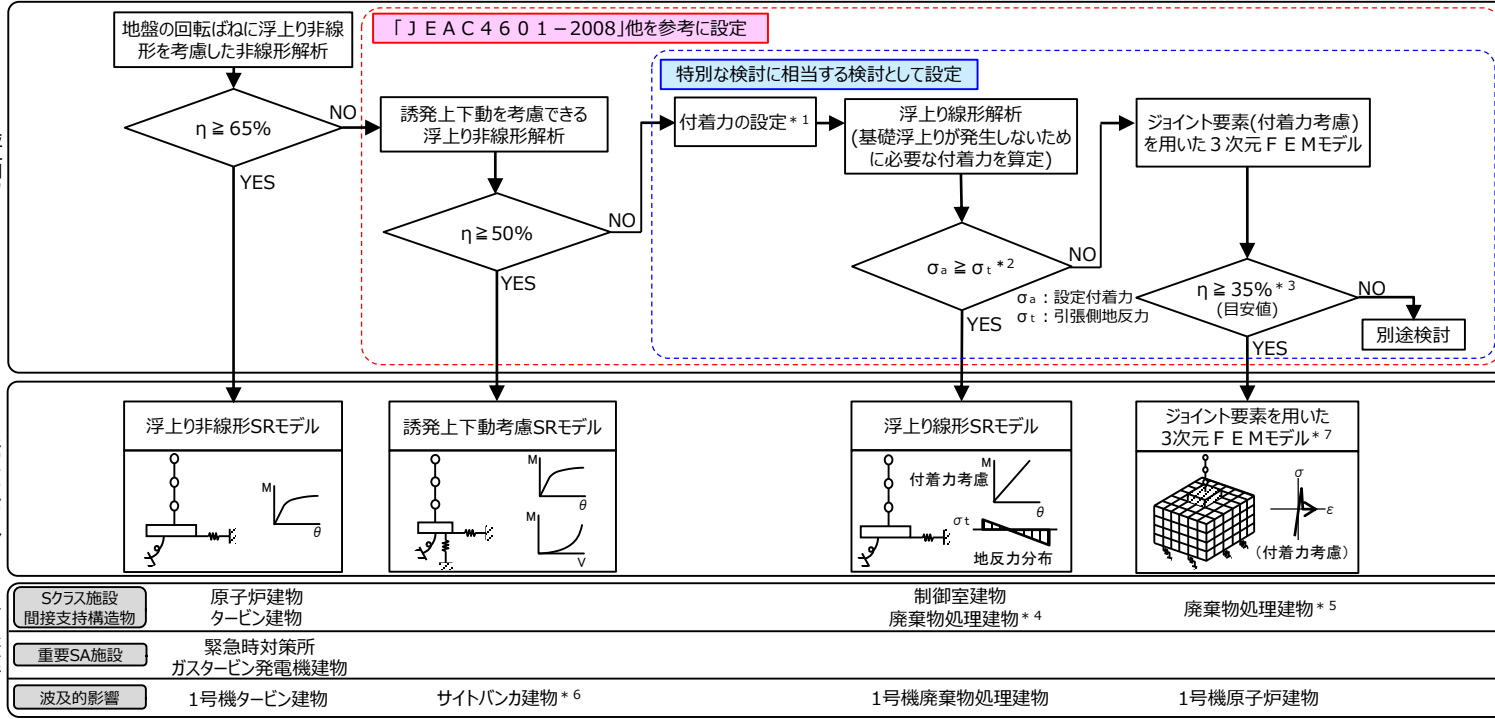 地盤の回転ばねに浮上り非線
形を考慮した非線形解析
「ＪＥＡＣ４６０１－2008」他を参考に設定
特別な検討に相当する検討として設定
η≧65%
NO
YES
誘発上下動を考慮できる
浮上り非線形解析
η≧50%
NO
YES
付着力の設定*1
浮上り線形解析
(基礎浮上りが発生しないため
に必要な付着力を算定)
σa≧σt*2
NO
YES
σa：設定付着力
σt：引張側地反力
ジョイント要素(付着力考慮)
を用いた３次元ＦＥＭモデル
η≧35%*3
(目安値)
NO
YES
別途検討
浮上り非線形SRモデル
M
θ
誘発上下動考慮SRモデル
M
θ
M
V
浮上り線形SRモデル
付着力考慮
M
θ
σt
地反力分布
ジョイント要素を用いた
3次元ＦＥＭモデル*7
σ
ε
(付着力考慮)
Sクラス施設
間接支持構造物
原子炉建物
タービン建物
制御室建物
廃棄物処理建物*4
廃棄物処理建物*5
重要SA施設
緊急時対策所
ガスタービン発電機建物
波及的影響
1号機タービン建物
サイトバンカ建物*6
1号機廃棄物処理建物
1号機原子炉建物